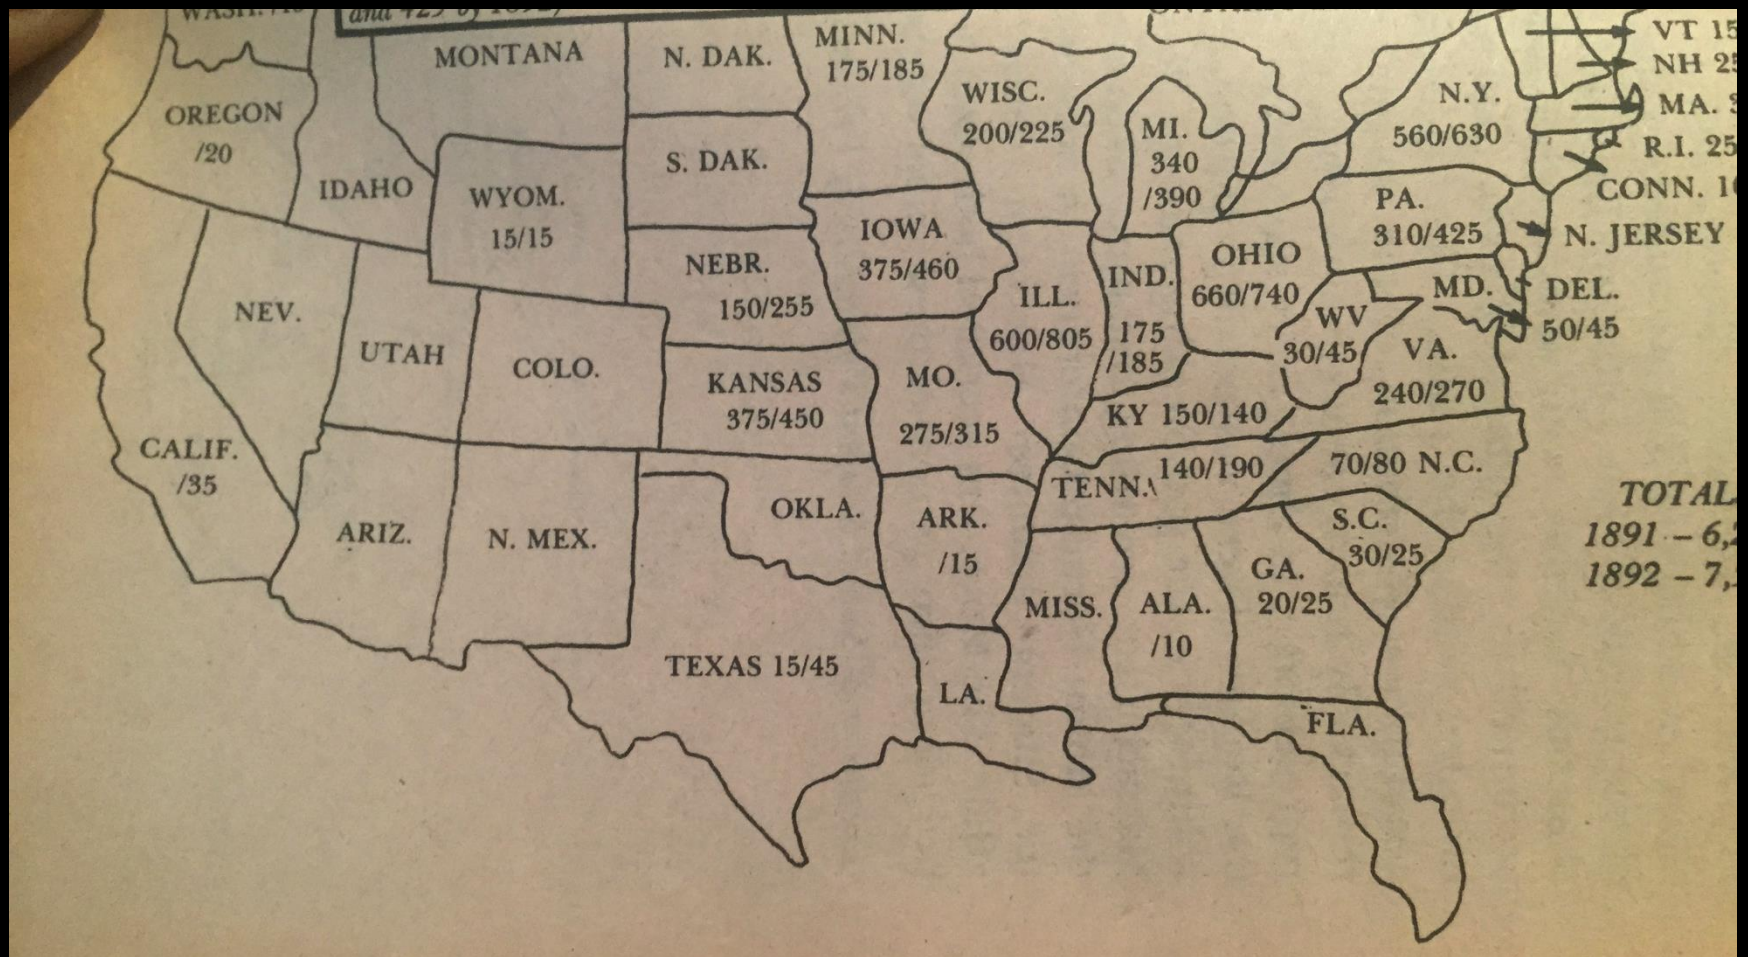 MONTANA
N. DAK.
MINN.
175/185
OREGON
/20
IDAHO
WYOM.
15/15
S. DAK.
WISC.
200/225
MI.
340
/390
N.Y.
560/630
VT 15
NH 25
MA. 3
R.I. 25
CONN. 1
N. JERSEY
IOWA
375/460
NEBR.
150/255
PA.
310/425
OHIO
660/740
IND.
175
/185
ILL.
600/805
MD.
DEL.
50/45
WV
30/45
VA.
240/270
NEV.
UTAH
COLO.
KANSAS
375/450
MO.
275/315
KY 150/140
TENN. 140/190
70/80 N.C.
CALIF.
/35
ARIZ.
N. MEX.
OKLA.
ARK.
/15
S.C.
30/25
GA.
20/25
MISS.
ALA.
/10
TEXAS 15/45
LA.
FLA.
TOTAL
1891 – 6,
1892 – 7,